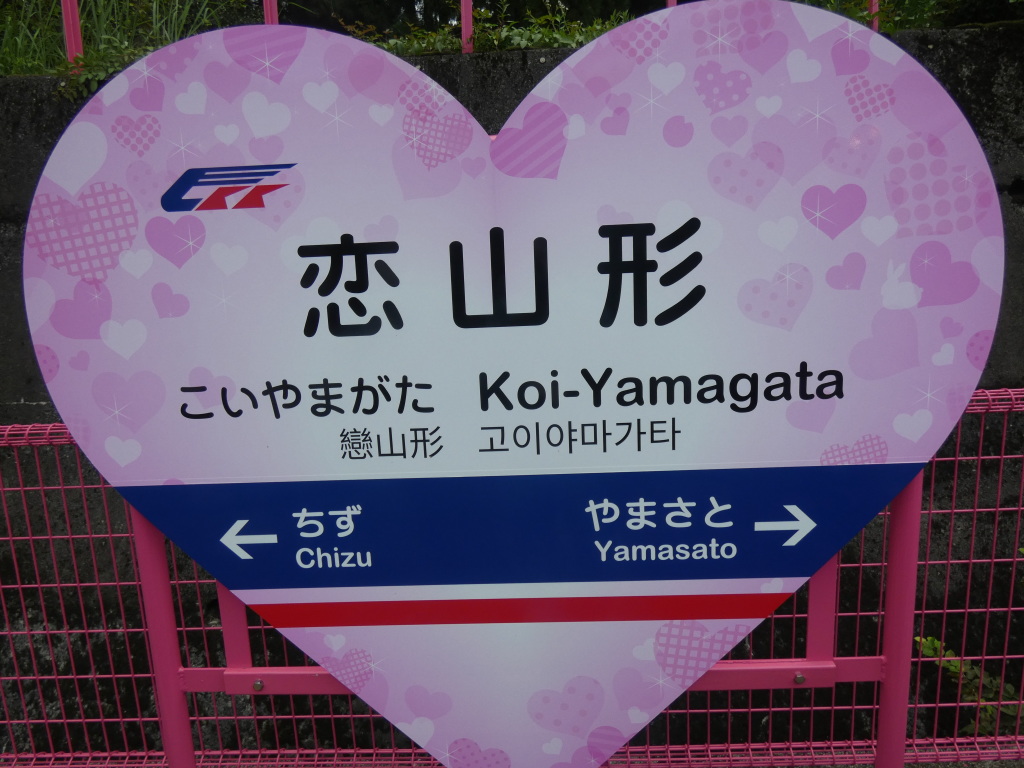 恋山形
こいやまがた Koi-Yamagata
戀山形 고이야마가타
← ちず やまさと →
Chizu Yamasato